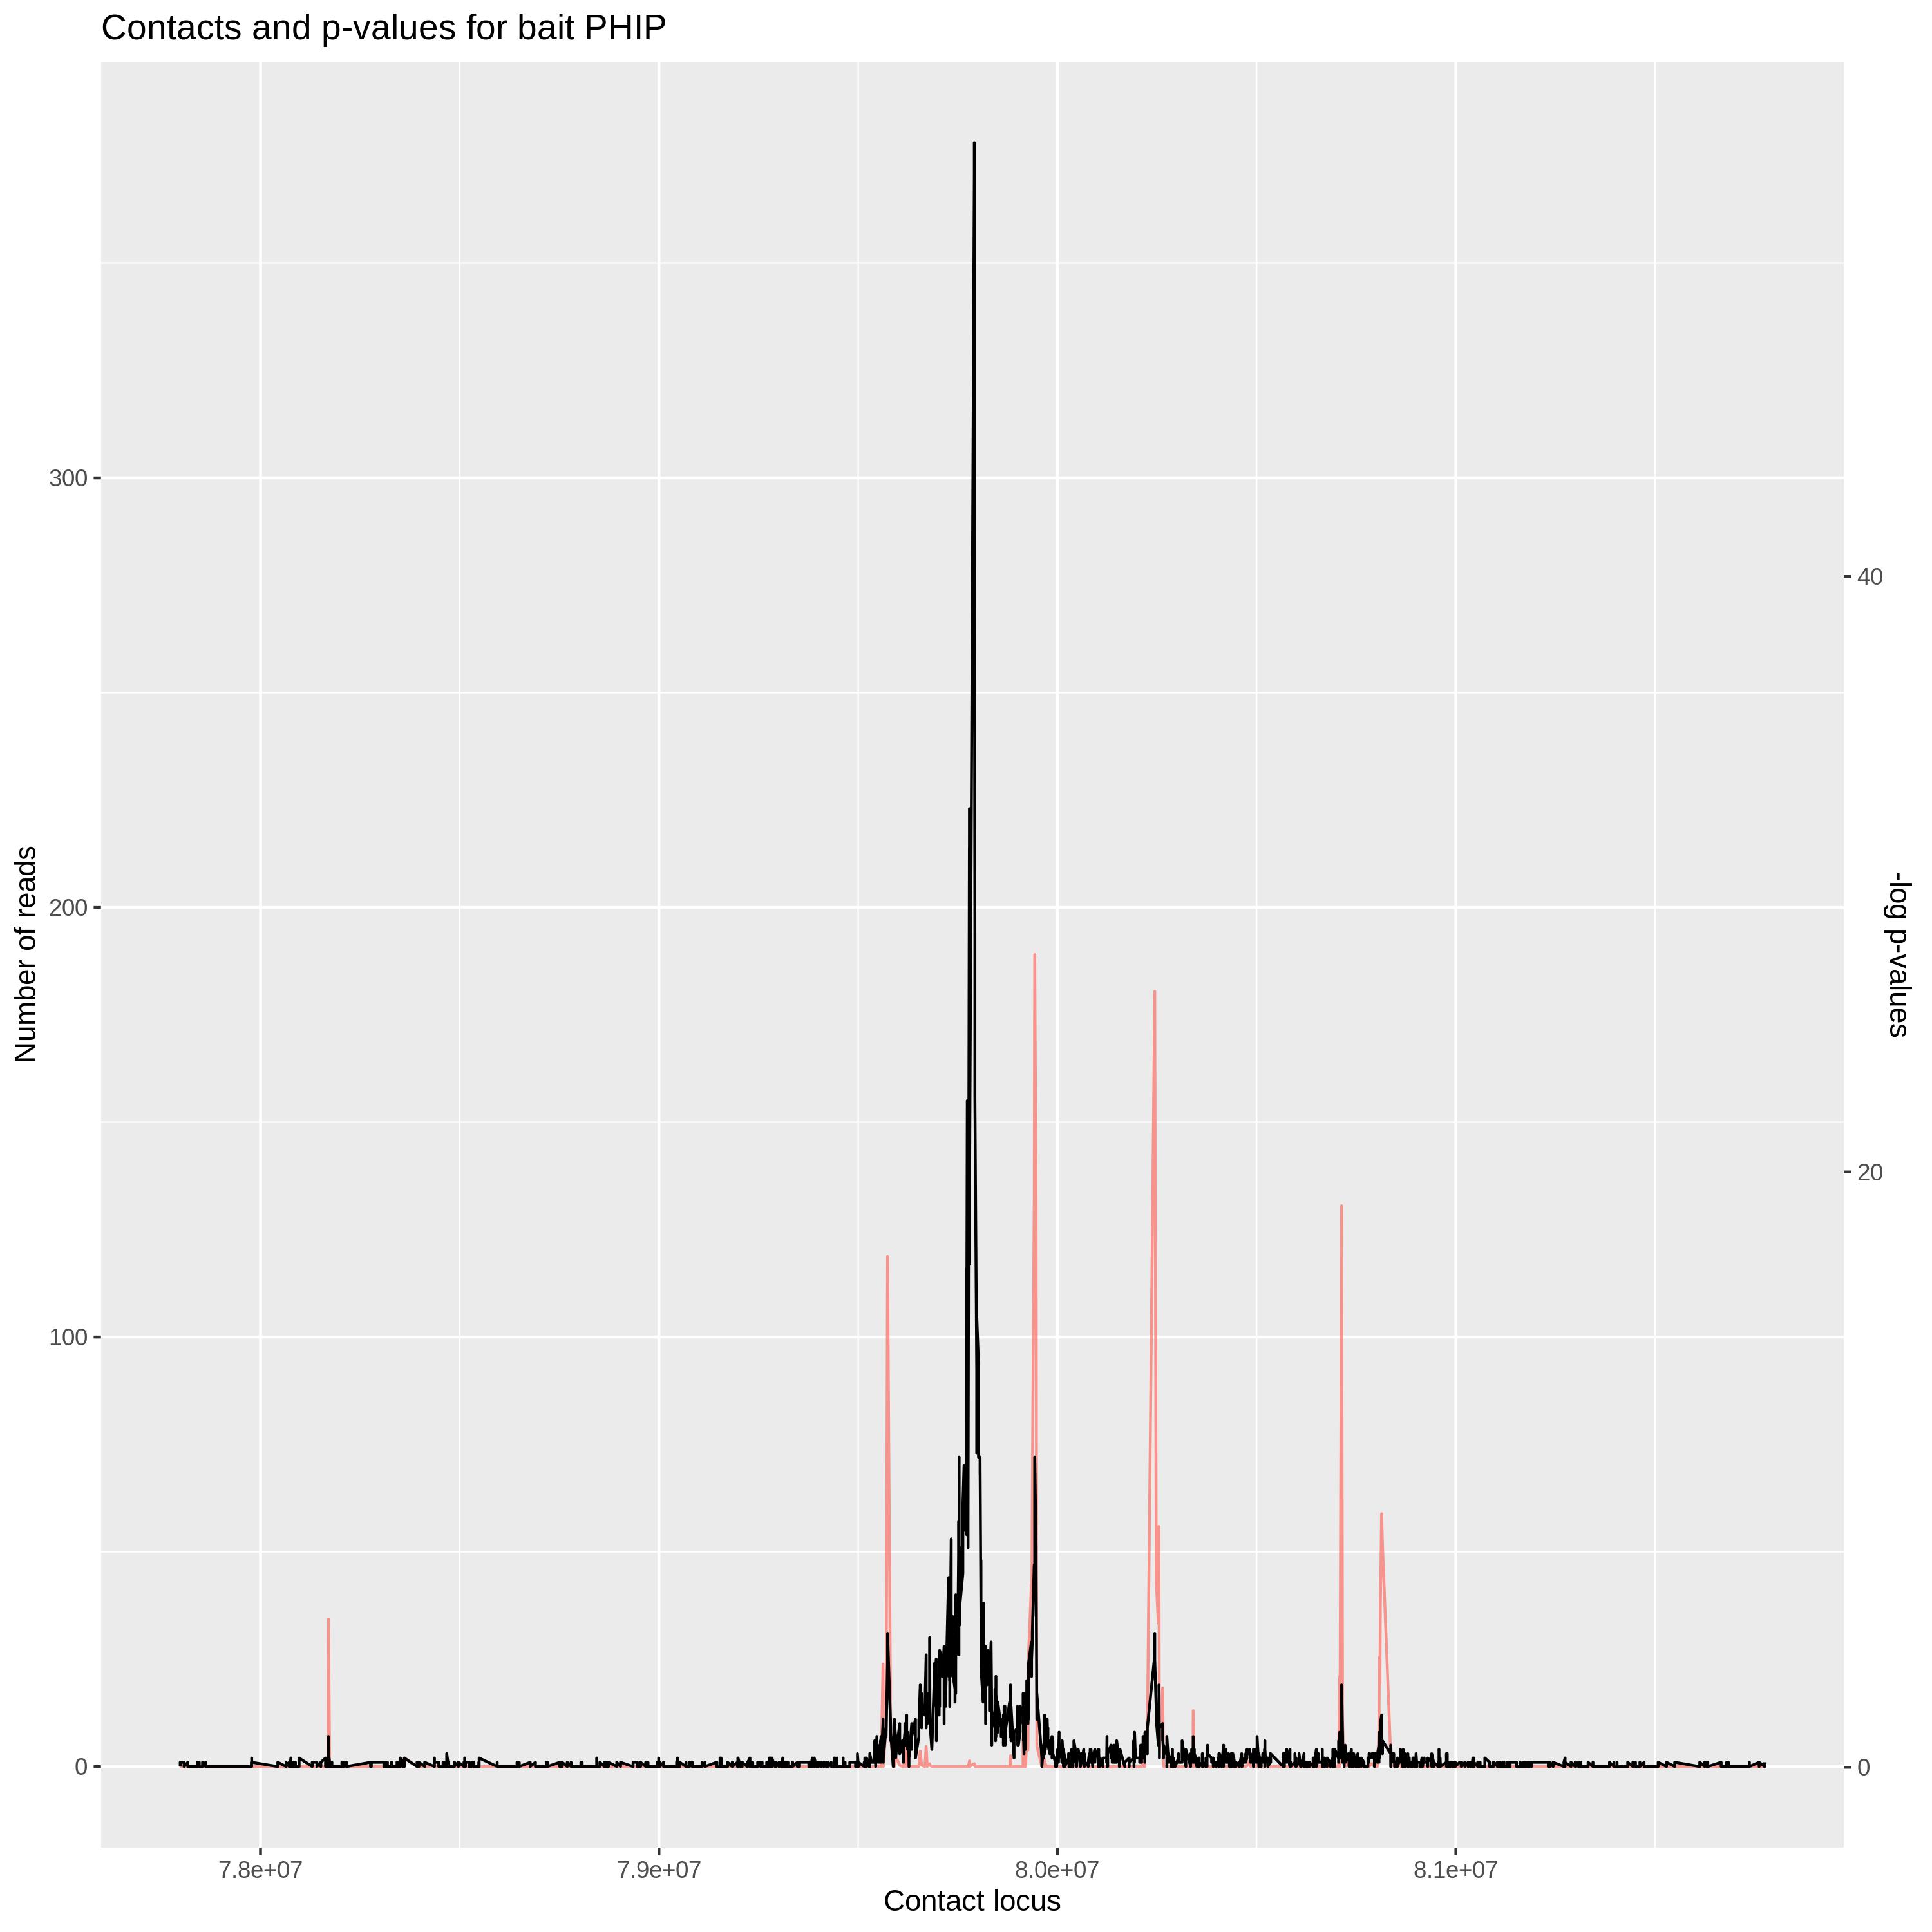 Contacts and p-values for bait PHIP
Number of reads
300
200
100
0
40
20
0
-log p-values
7.8e+07
7.9e+07
8.0e+07
8.1e+07
Contact locus